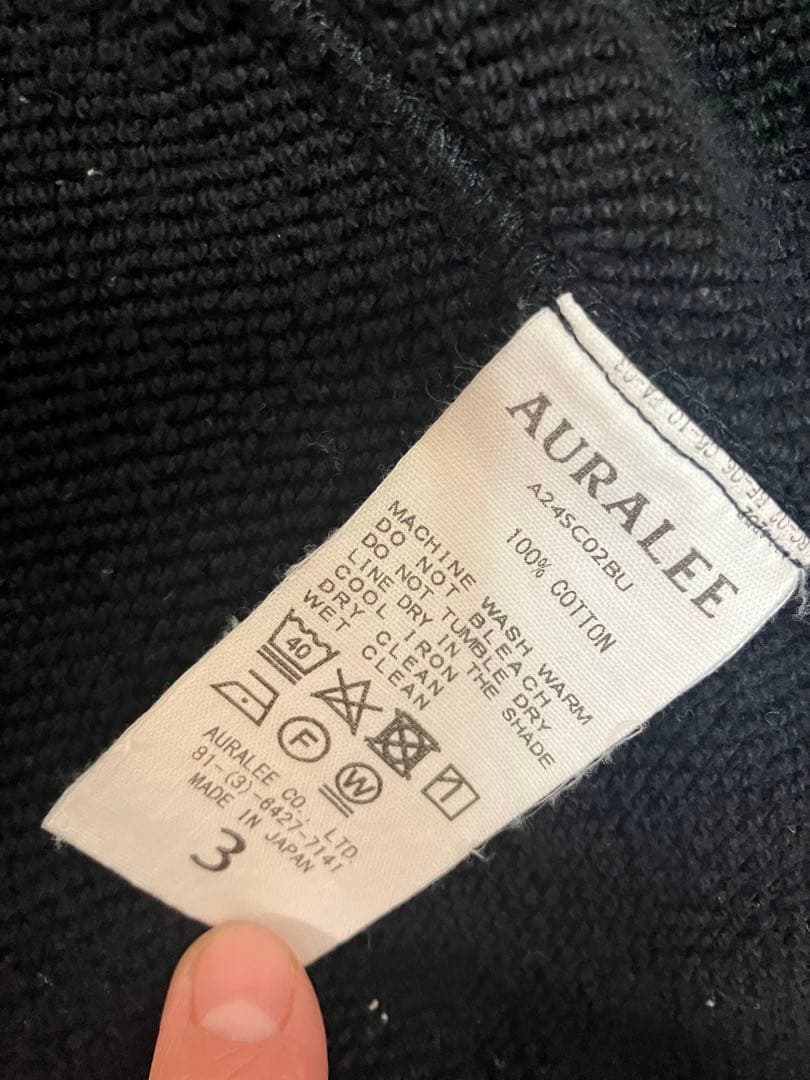 AURALEE
A24SC02BU
100% COTTON
MACHINE WASH WARM
DO NOT BLEACH
DO NOT TUMBLE DRY
LINE DRY IN THE SHADE
COOL IRON
DRY CLEAN
WET CLEAN
40
F
W
AURALEE CO., LTD.
81-(3)-6427-7141
MADE IN JAPAN
3